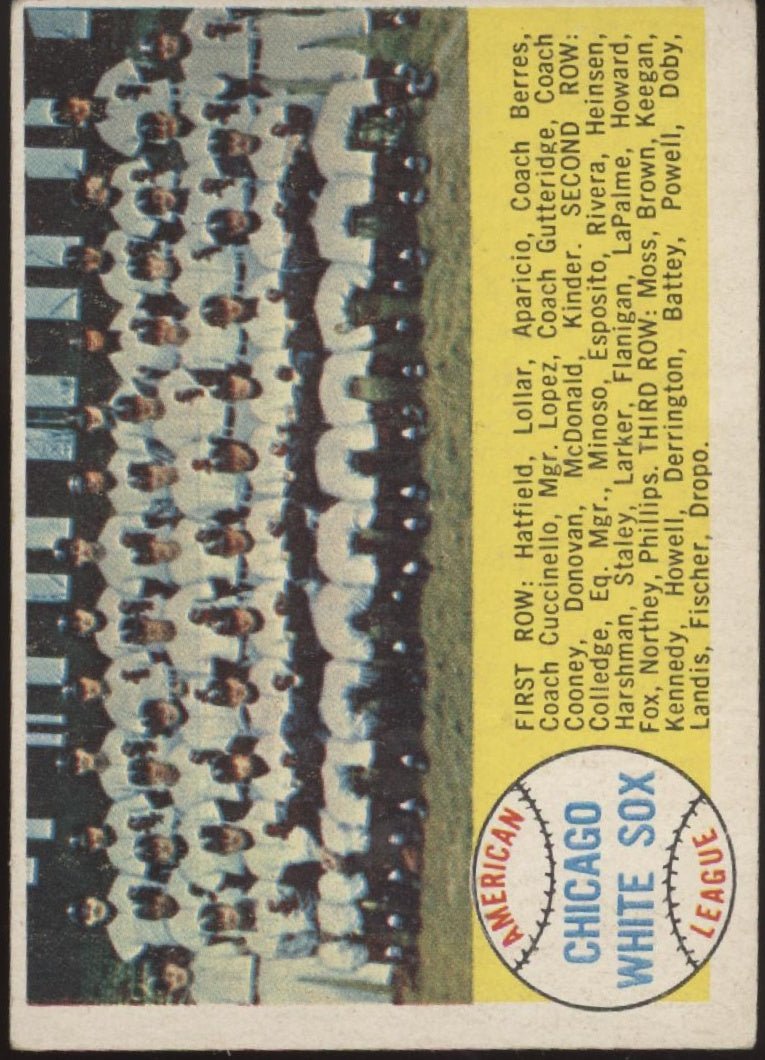 AMERICAN
CHICAGO
WHITE SOX
LEAGUE
FIRST ROW: Hatfield, Lollar, Aparicio, Coach Berres,
Coach Cuccinello, Mgr. Lopez, Coach Gutteridge, Coach
Cooney, Donovan, McDonald, Kinder. SECOND ROW:
Colledge, Eq. Mgr., Minoso, Esposito, Rivera, Heinsen,
Harshman, Staley, Larker, Flanigan, LaPalme, Howard,
Fox, Northey, Phillips. THIRD ROW: Moss, Brown, Keegan,
Kennedy, Howell, Derrington, Battey, Powell, Doby,
Landis, Fischer, Dropo.